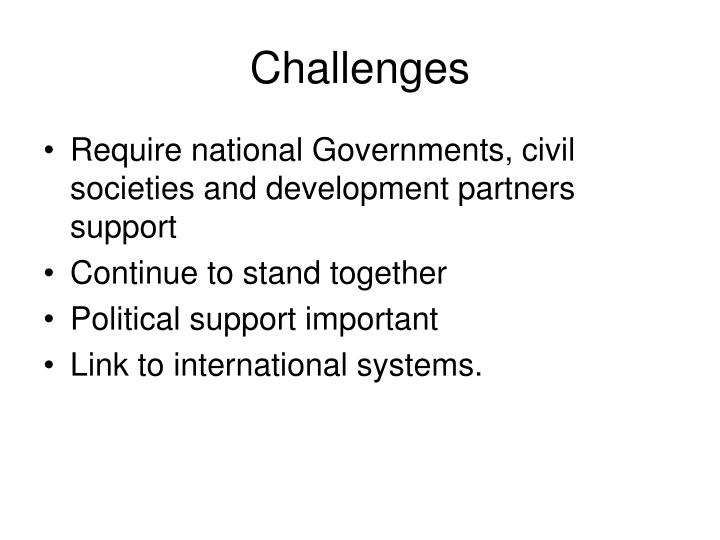 Challenges
• Require national Governments, civil
societies and development partners
support
• Continue to stand together
• Political support important
• Link to international systems.